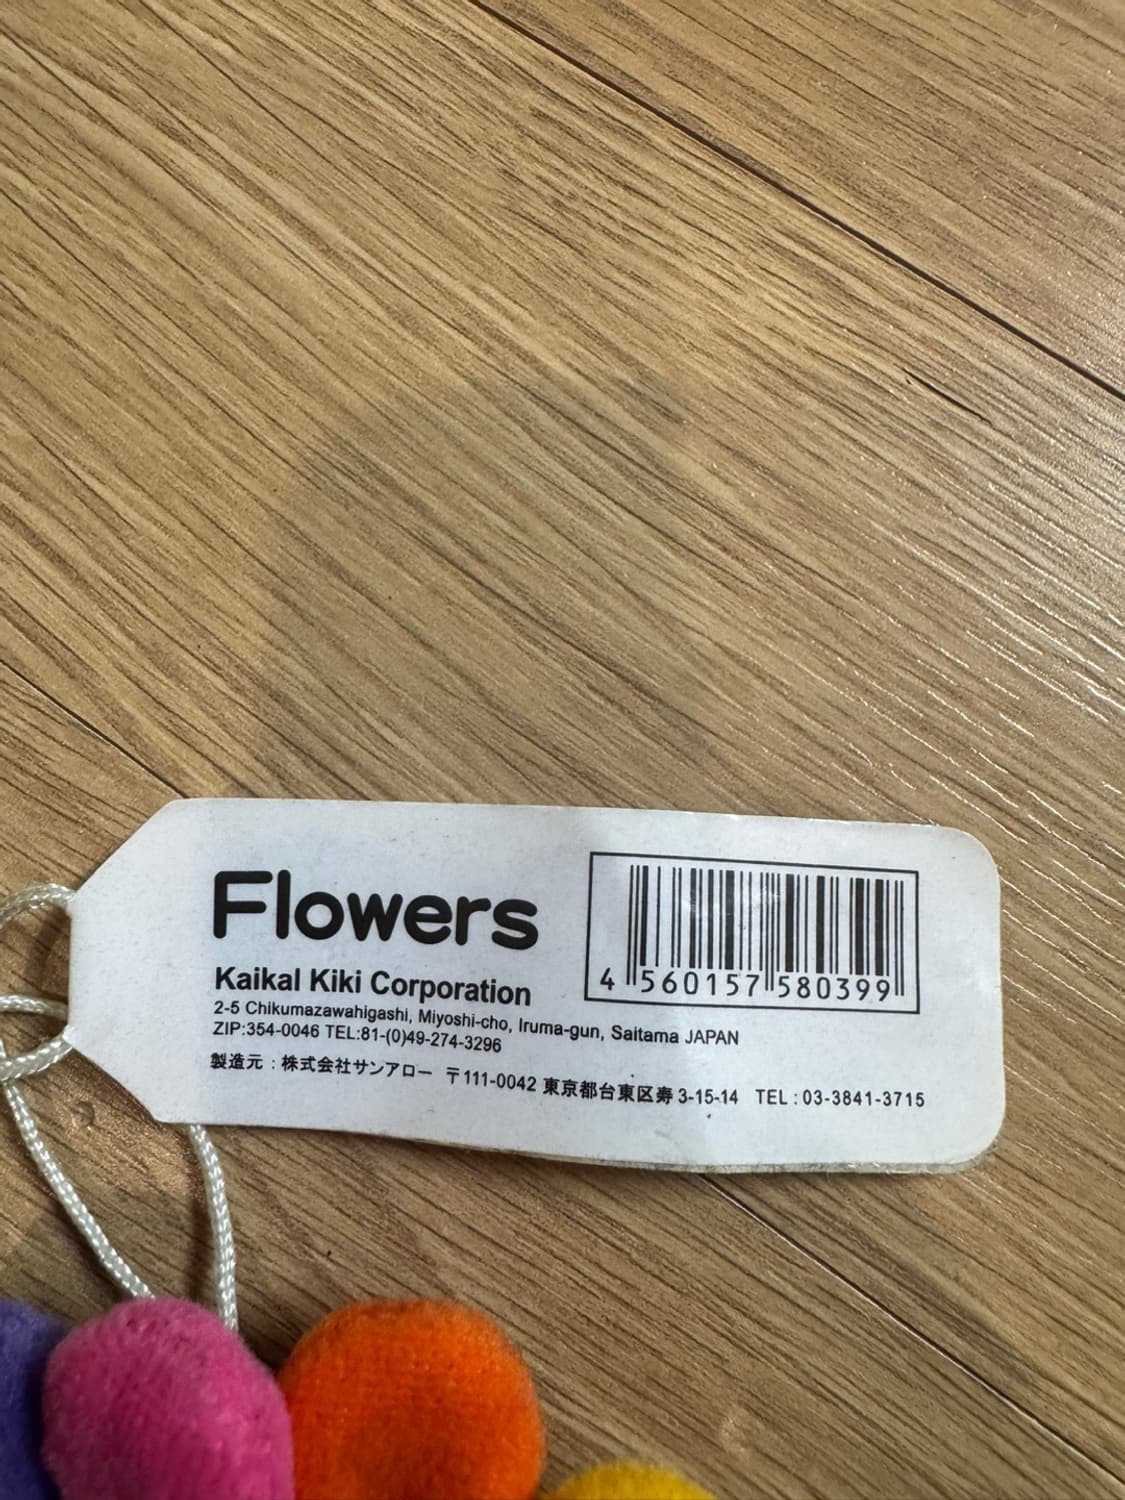 Flowers
Kaikal Kiki Corporation
2-5 Chikumazawahigashi, Miyoshi-cho, Iruma-gun, Saitama JAPAN
ZIP:354-0046 TEL:81-(0)49-274-3296
製造元：株式会社サンアロー 〒111-0042 東京都台東区寿 3-15-14 TEL : 03-3841-3715
4 560157 580399